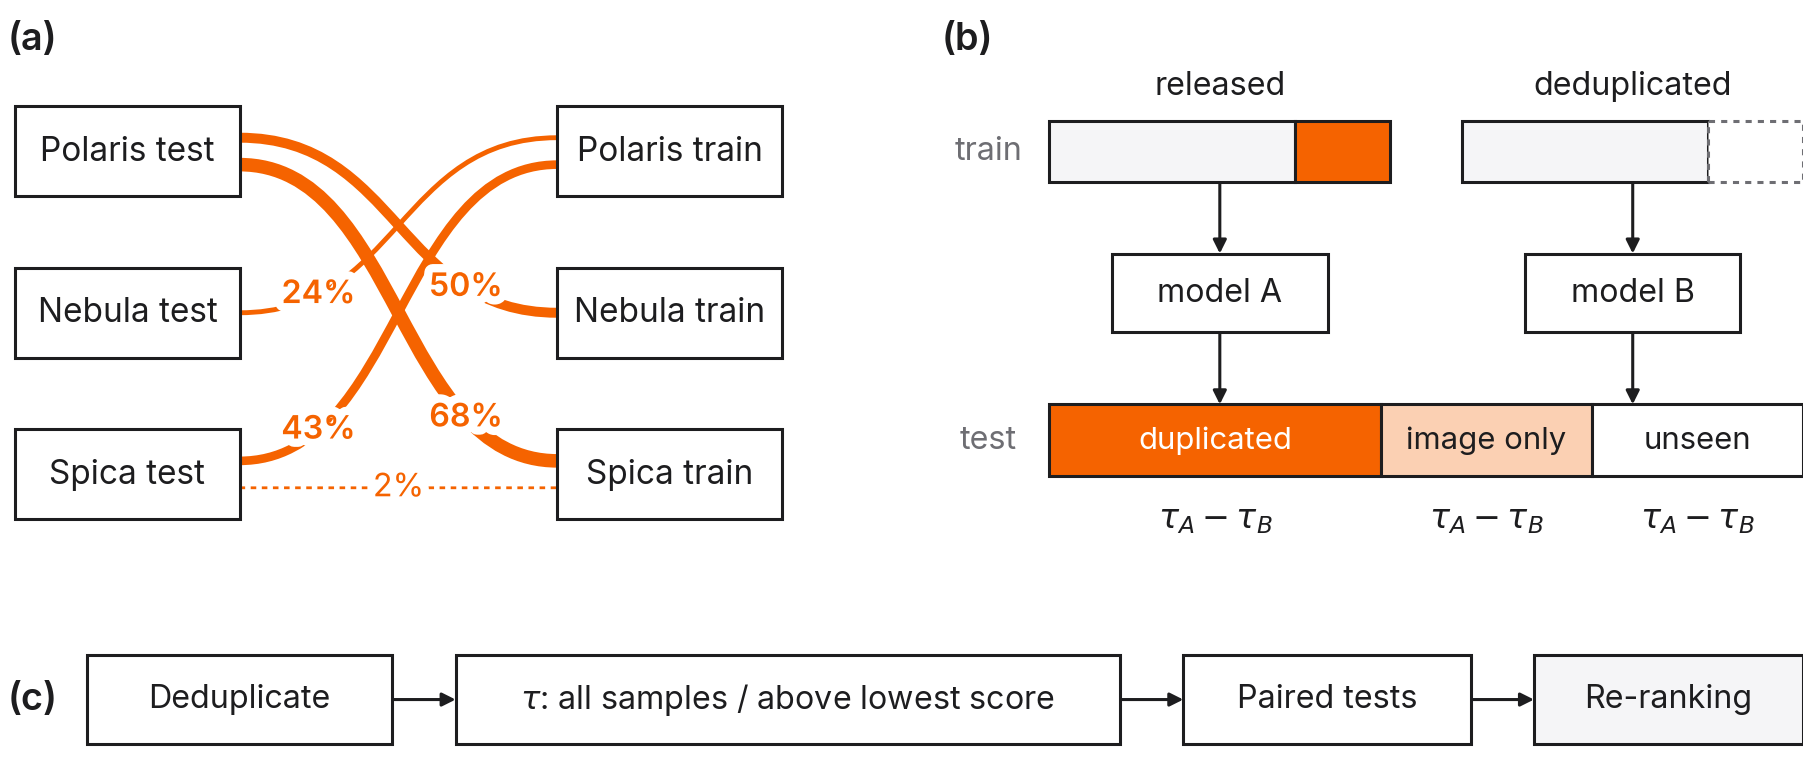 (a)
Polaris test
Polaris train
Nebula test
24%
50%
Nebula train
43%
68%
Spica test
2%
Spica train
(b)
released
deduplicated
train
model A
model B
test
duplicated
image only
unseen
τA − τB
τA − τB
τA − τB
(c)
Deduplicate
τ: all samples / above lowest score
Paired tests
Re-ranking